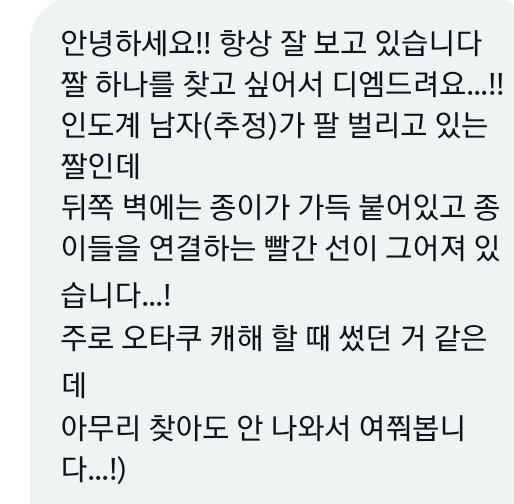 안녕하세요!! 항상 잘 보고 있습니다
짤 하나를 찾고 싶어서 디엠드려요...!!
인도계 남자(추정)가 팔 벌리고 있는
짤인데
뒤쪽 벽에는 종이가 가득 붙어있고 종
이들을 연결하는 빨간 선이 그어져 있
습니다...!
주로 오타쿠 캐해 할 때 썼던 거 같은
데
아무리 찾아도 안 나와서 여쭤봅니
다...!)